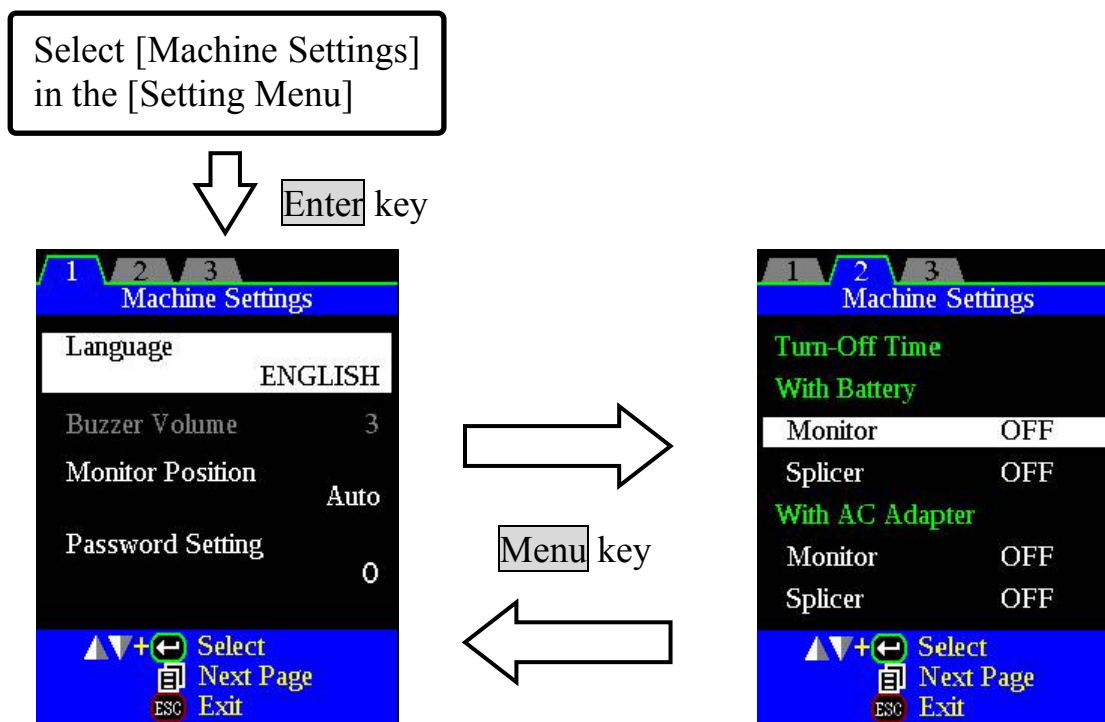 Select [Machine Settings]
in the [Setting Menu]
Enter key
1 2 3
Machine Settings
Language
ENGLISH
Buzzer Volume 3
Monitor Position
Auto
Password Setting
0
+ Select
Next Page
ESC Exit
Menu key
1 2 3
Machine Settings
Turn-Off Time
With Battery
Monitor OFF
Splicer OFF
With AC Adapter
Monitor OFF
Splicer OFF
+ Select
Next Page
ESC Exit